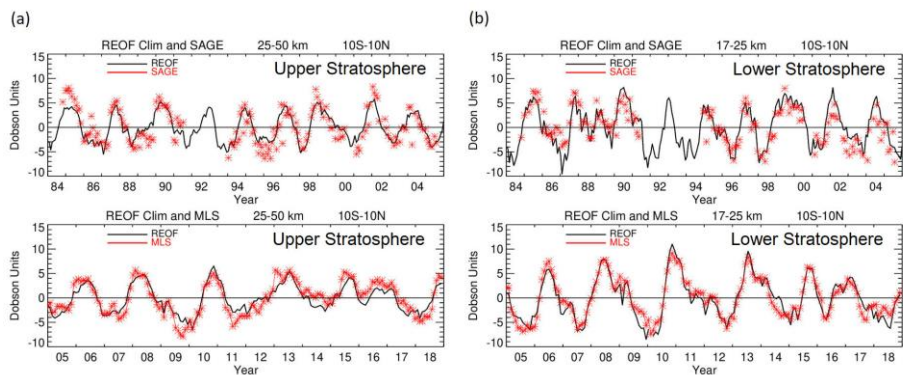 (a)
REOF Clim and SAGE 25-50 km 10S-10N
REOF
SAGE
Upper Stratosphere
Dobson Units
15
10
5
0
-5
-10
84 86 88 90 92 94 96 98 00 02 04
Year
REOF Clim and MLS 25-50 km 10S-10N
REOF
MLS
Upper Stratosphere
Dobson Units
15
10
5
0
-5
-10
05 06 07 08 09 10 11 12 13 14 15 16 17 18
Year
(b)
REOF Clim and SAGE 17-25 km 10S-10N
REOF
SAGE
Lower Stratosphere
Dobson Units
15
10
5
0
-5
-10
84 86 88 90 92 94 96 98 00 02 04
Year
REOF Clim and MLS 17-25 km 10S-10N
REOF
MLS
Lower Stratosphere
Dobson Units
15
10
5
0
-5
-10
05 06 07 08 09 10 11 12 13 14 15 16 17 18
Year